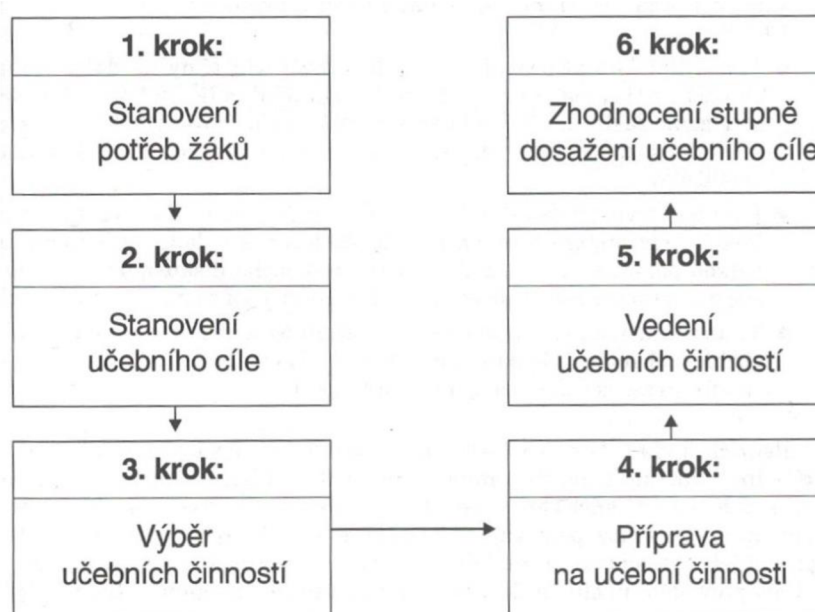 1. krok:
Stanovení
potřeb žáků
2. krok:
Stanovení
učebního cíle
3. krok:
Výběr
učebních činností
4. krok:
Příprava
na učební činnosti
5. krok:
Vedení
učebních činností
6. krok:
Zhodnocení stupně
dosažení učebního cíle